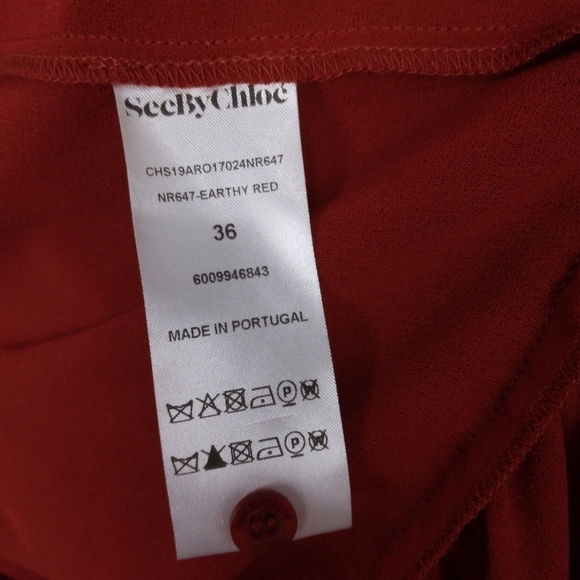 SeeByChloé
CHS19ARO17024NR647
NR647-EARTHY RED
36
6009946843
MADE IN PORTUGAL
P W
P W